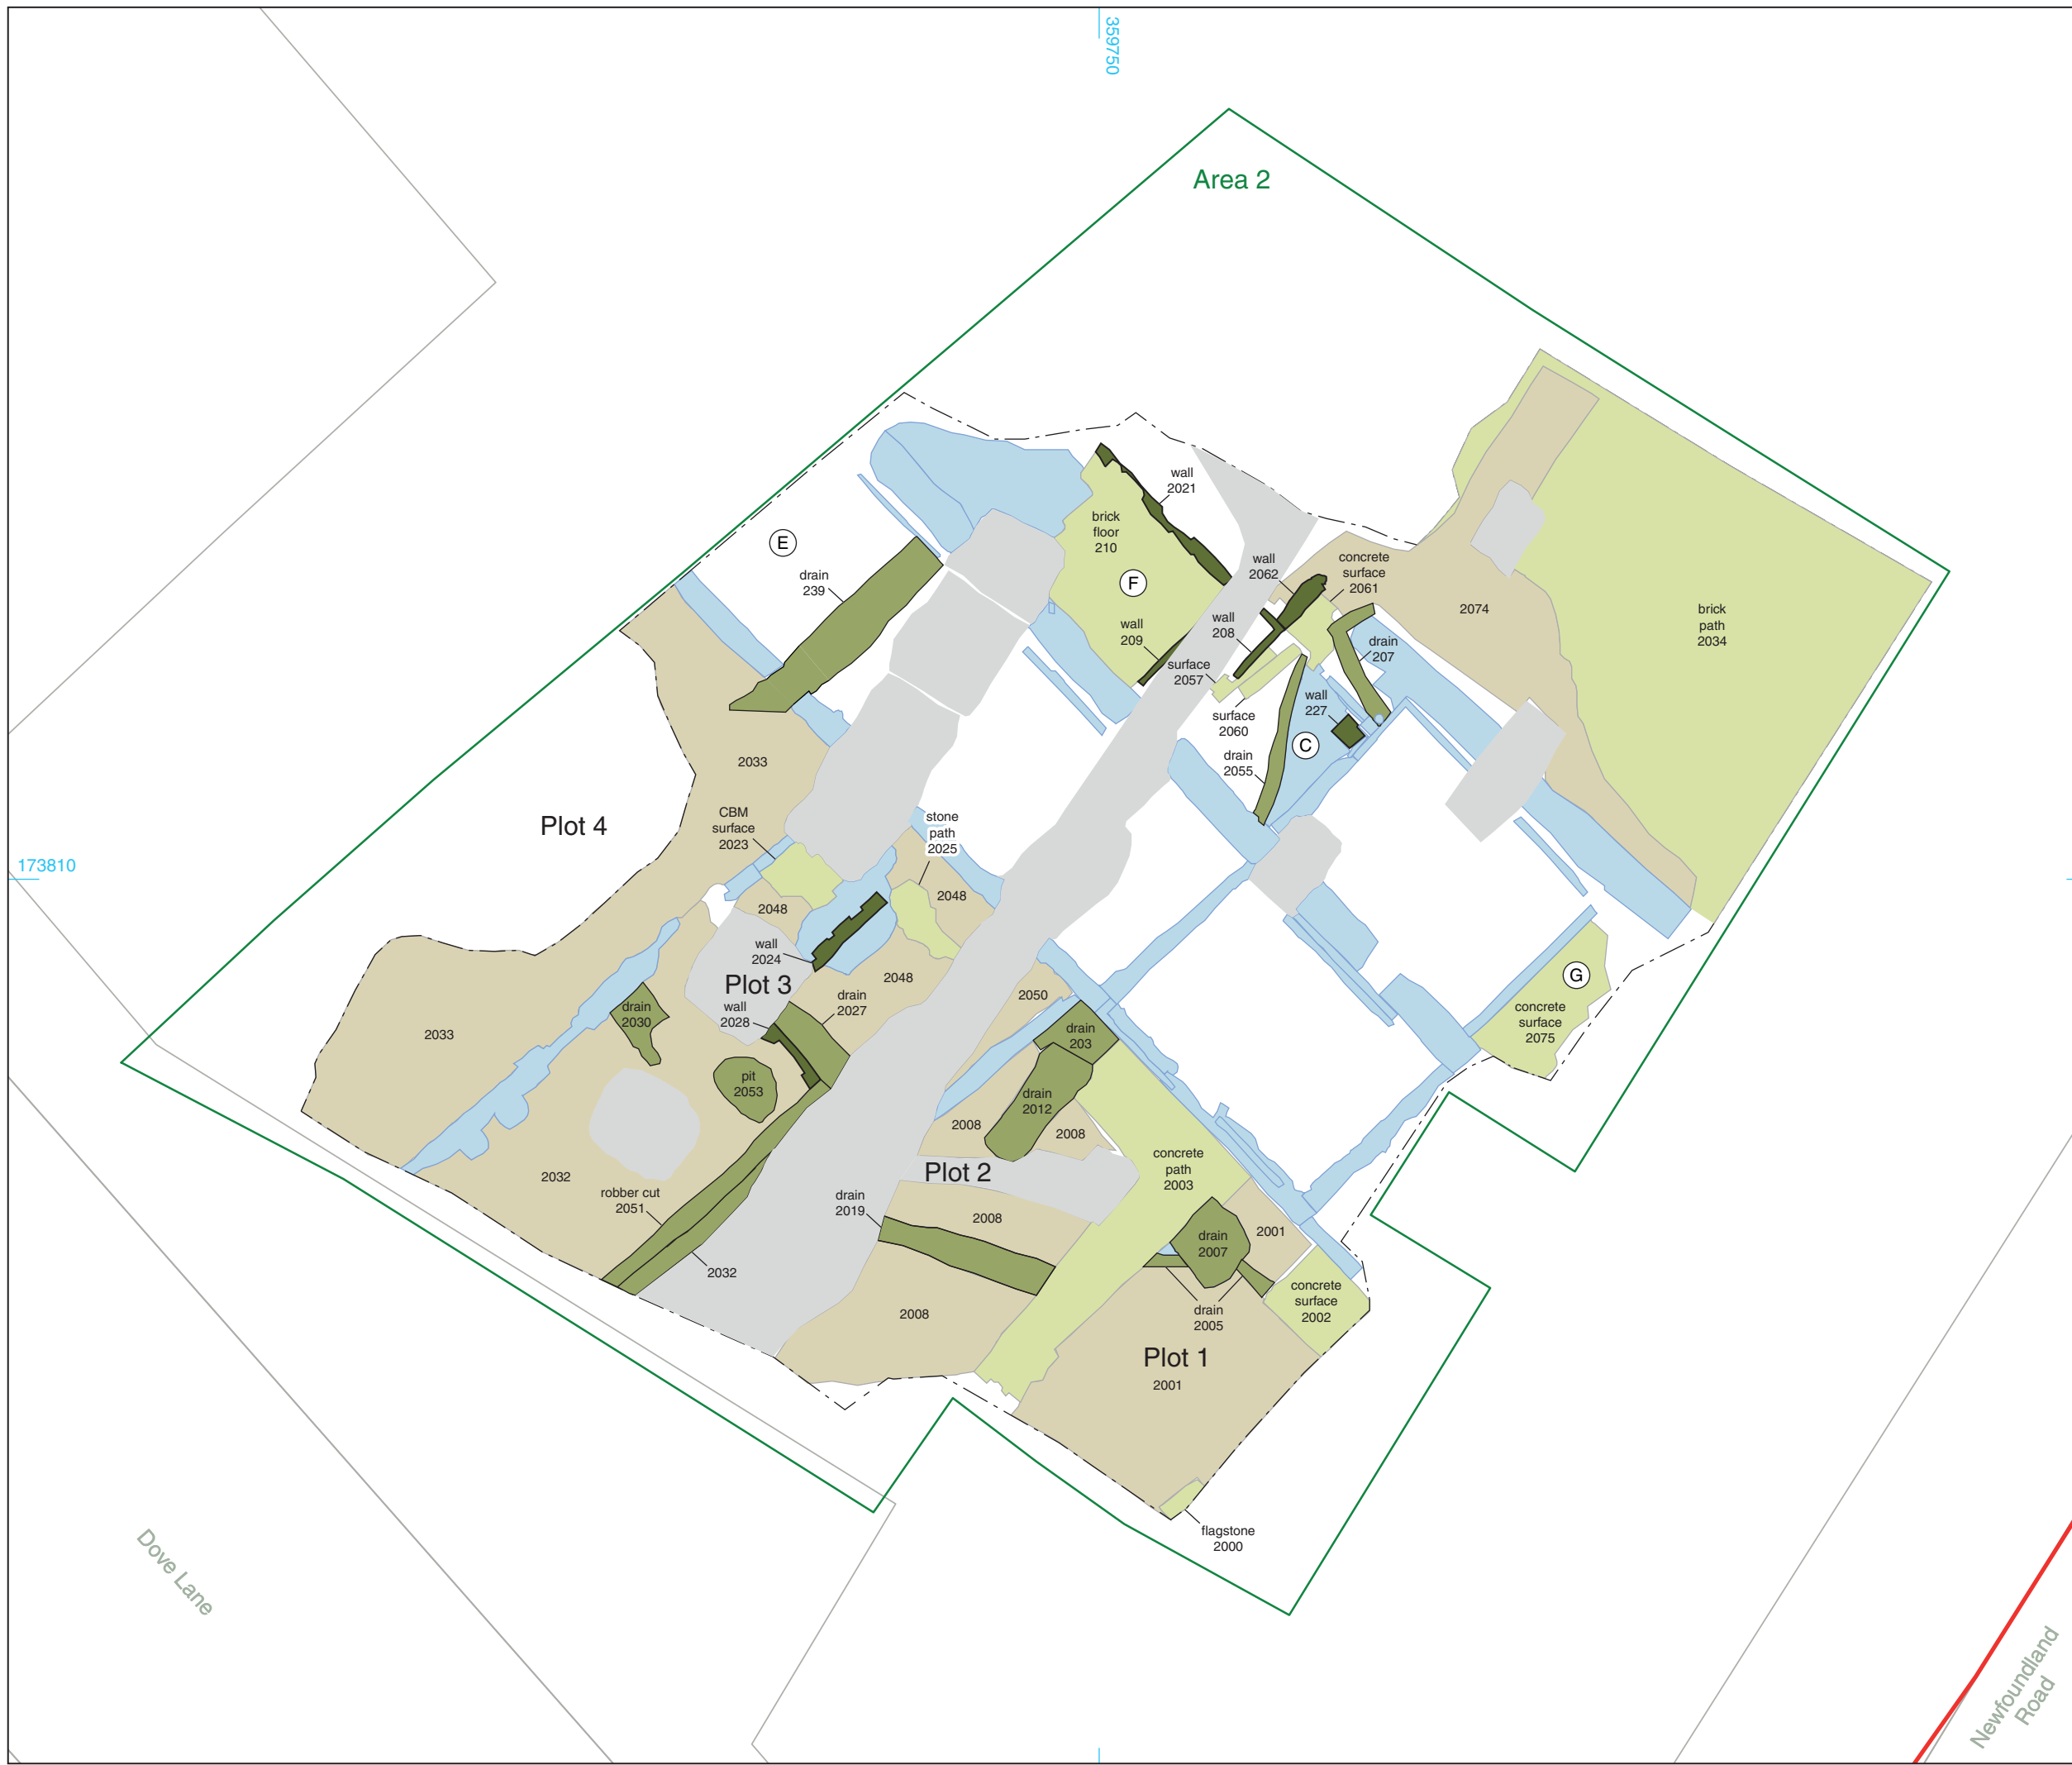 359750
Area 2
wall
2021
brick
floor
210
E
F
drain
239
wall
2062
concrete
surface
2061
2074
brick
path
2034
wall
209
wall
208
drain
207
surface
2057
wall
227
surface
2060
C
drain
2055
2033
CBM
surface
2023
stone
path
2025
Plot 4
173810
2048
2048
wall
2024
2048
Plot 3
drain
2027
wall
2028
2050
G
concrete
surface
2075
drain
2030
2033
drain
203
pit
2053
drain
2012
2008
2008
Plot 2
concrete
path
2003
2032
robber cut
2051
drain
2019
2008
2001
drain
2007
2032
concrete
surface
2002
2008
drain
2005
Plot 1
2001
flagstone
2000
Dove Lane
Newfoundland
Road